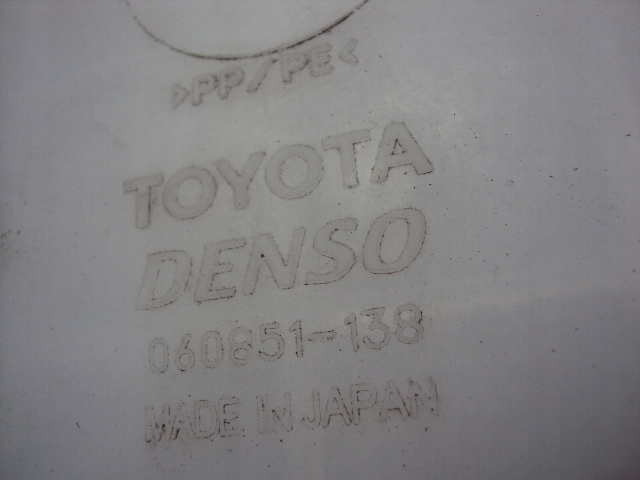 >PP/PE<
TOYOTA
DENSO
060851-138
MADE IN JAPAN